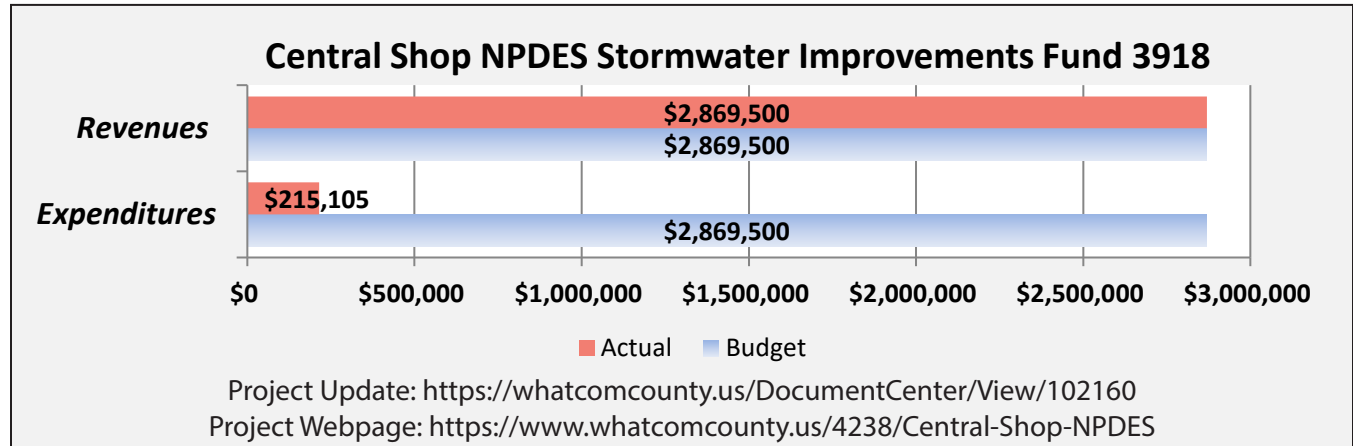 Central Shop NPDES Stormwater Improvements Fund 3918
Revenues
$2,869,500
$2,869,500
Expenditures
$215,105
$2,869,500
$0 $500,000 $1,000,000 $1,500,000 $2,000,000 $2,500,000 $3,000,000
Actual Budget
Project Update: https://whatcomcounty.us/DocumentCenter/View/102160
Project Webpage: https://www.whatcomcounty.us/4238/Central-Shop-NPDES